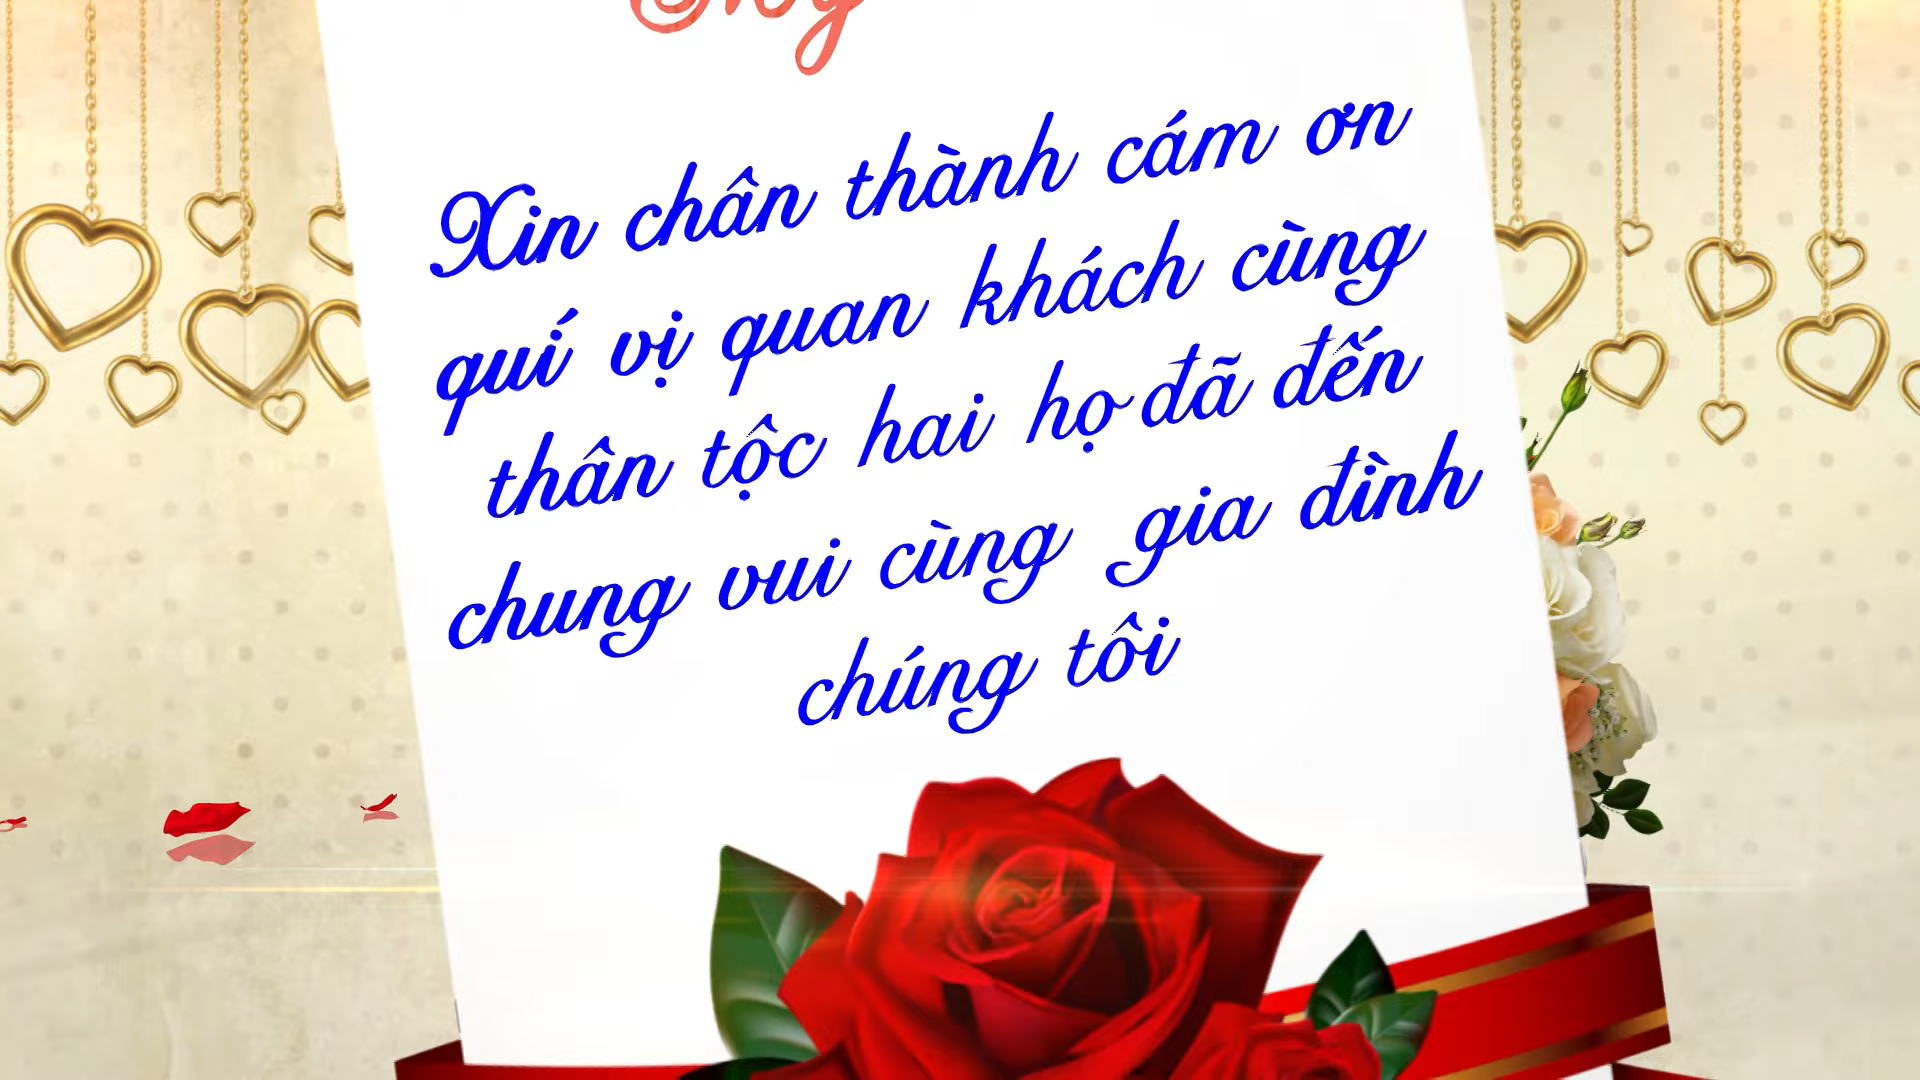 Xin chân thành cám ơn
quí vị quan khách cùng
thân tộc hai họ đã đến
chung vui cùng gia đình
chúng tôi